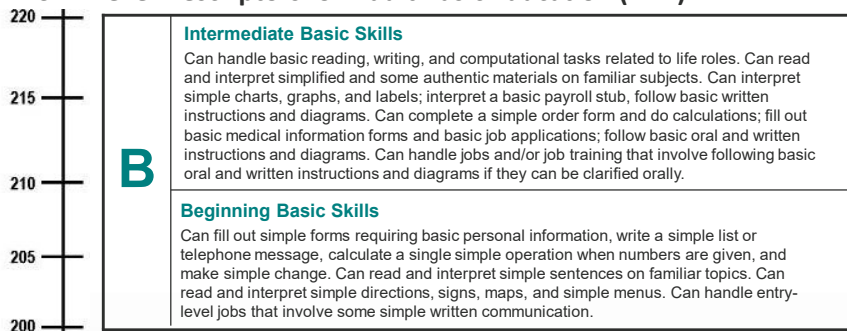 220
Intermediate Basic Skills
Can handle basic reading, writing, and computational tasks related to life roles. Can read
and interpret simplified and some authentic materials on familiar subjects. Can interpret
simple charts, graphs, and labels; interpret a basic payroll stub, follow basic written
215
instructions and diagrams. Can complete a simple order form and do calculations; fill out
basic medical information forms and basic job applications; follow basic oral and written
instructions and diagrams. Can handle jobs and/or job training that involve following basic
oral and written instructions and diagrams if they can be clarified orally.
B
210
Beginning Basic Skills
Can fill out simple forms requiring basic personal information, write a simple list or
telephone message, calculate a single simple operation when numbers are given, and
205
make simple change. Can read and interpret simple sentences on familiar topics. Can
read and interpret simple directions, signs, maps, and simple menus. Can handle entry-
level jobs that involve some simple written communication.
200